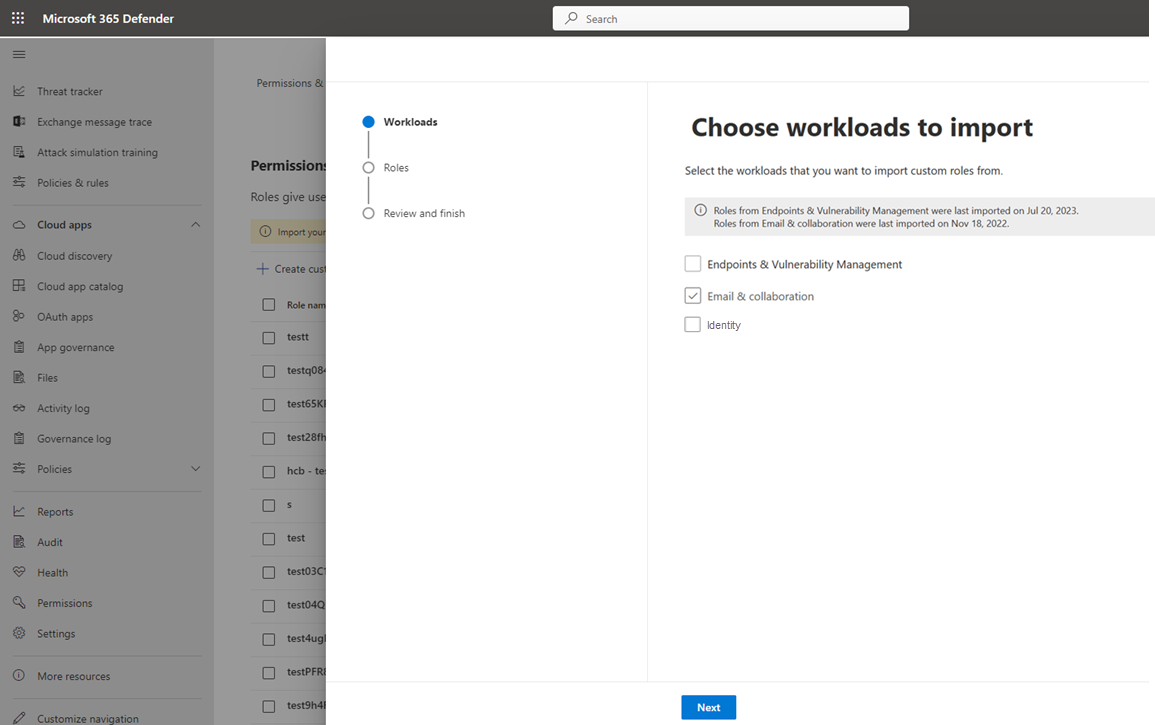 Microsoft 365 Defender
Search
Threat tracker
Exchange message trace
Attack simulation training
Policies & rules
Cloud apps
Cloud discovery
Cloud app catalog
OAuth apps
App governance
Files
Activity log
Governance log
Policies
Reports
Audit
Health
Permissions
Settings
More resources
Customize navigation
Permissions &
Permissions
Roles give use
Import your
Create cust
Role nam
testt
testq084
test65K
test28fh
hcb - tes
s
test
test03C
test04Q
test4ugl
testPFR8
test9h4
Workloads
Roles
Review and finish
Choose workloads to import
Select the workloads that you want to import custom roles from.
Roles from Endpoints & Vulnerability Management were last imported on Jul 20, 2023.
Roles from Email & collaboration were last imported on Nov 18, 2022.
Endpoints & Vulnerability Management
Email & collaboration
Identity
Next